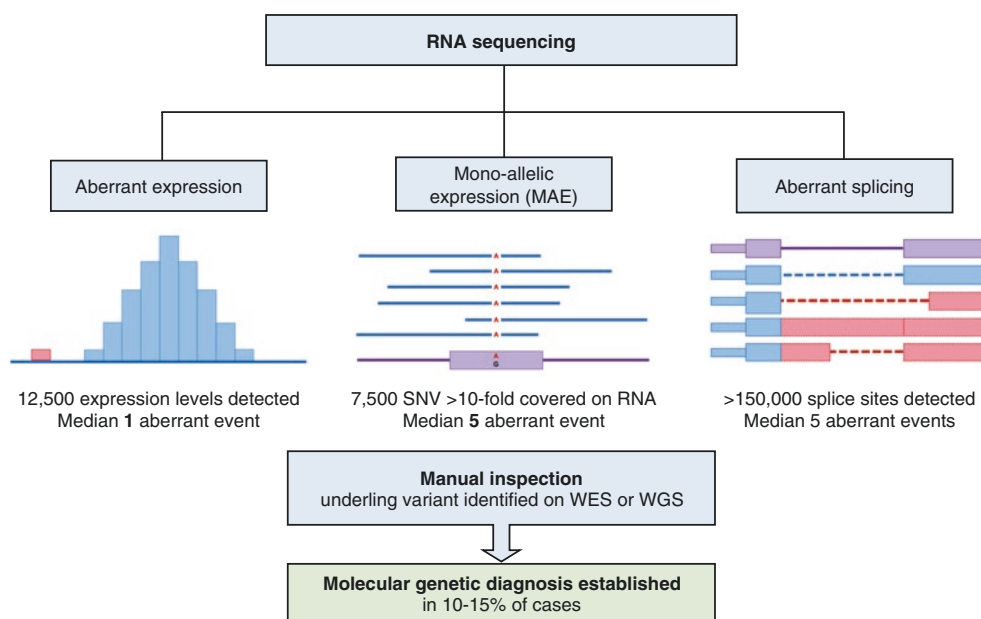 RNA sequencing
Aberrant expression
Mono-allelic
expression (MAE)
Aberrant splicing
A
A
A
A
A
A
A
G
12,500 expression levels detected
Median 1 aberrant event
7,500 SNV >10-fold covered on RNA
Median 5 aberrant event
>150,000 splice sites detected
Median 5 aberrant events
Manual inspection
underling variant identified on WES or WGS
Molecular genetic diagnosis established
in 10-15% of cases